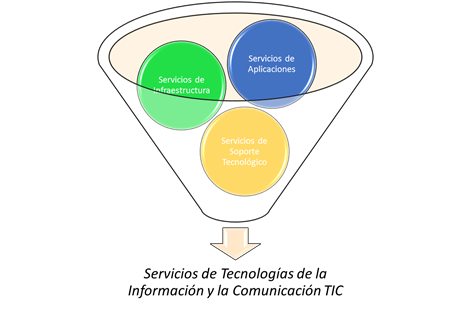 Servicios de
Aplicaciones
Servicios de
Infraestructura
Servicios de
Soporte
Tecnológico
Servicios de Tecnologías de la
Información y la Comunicación TIC